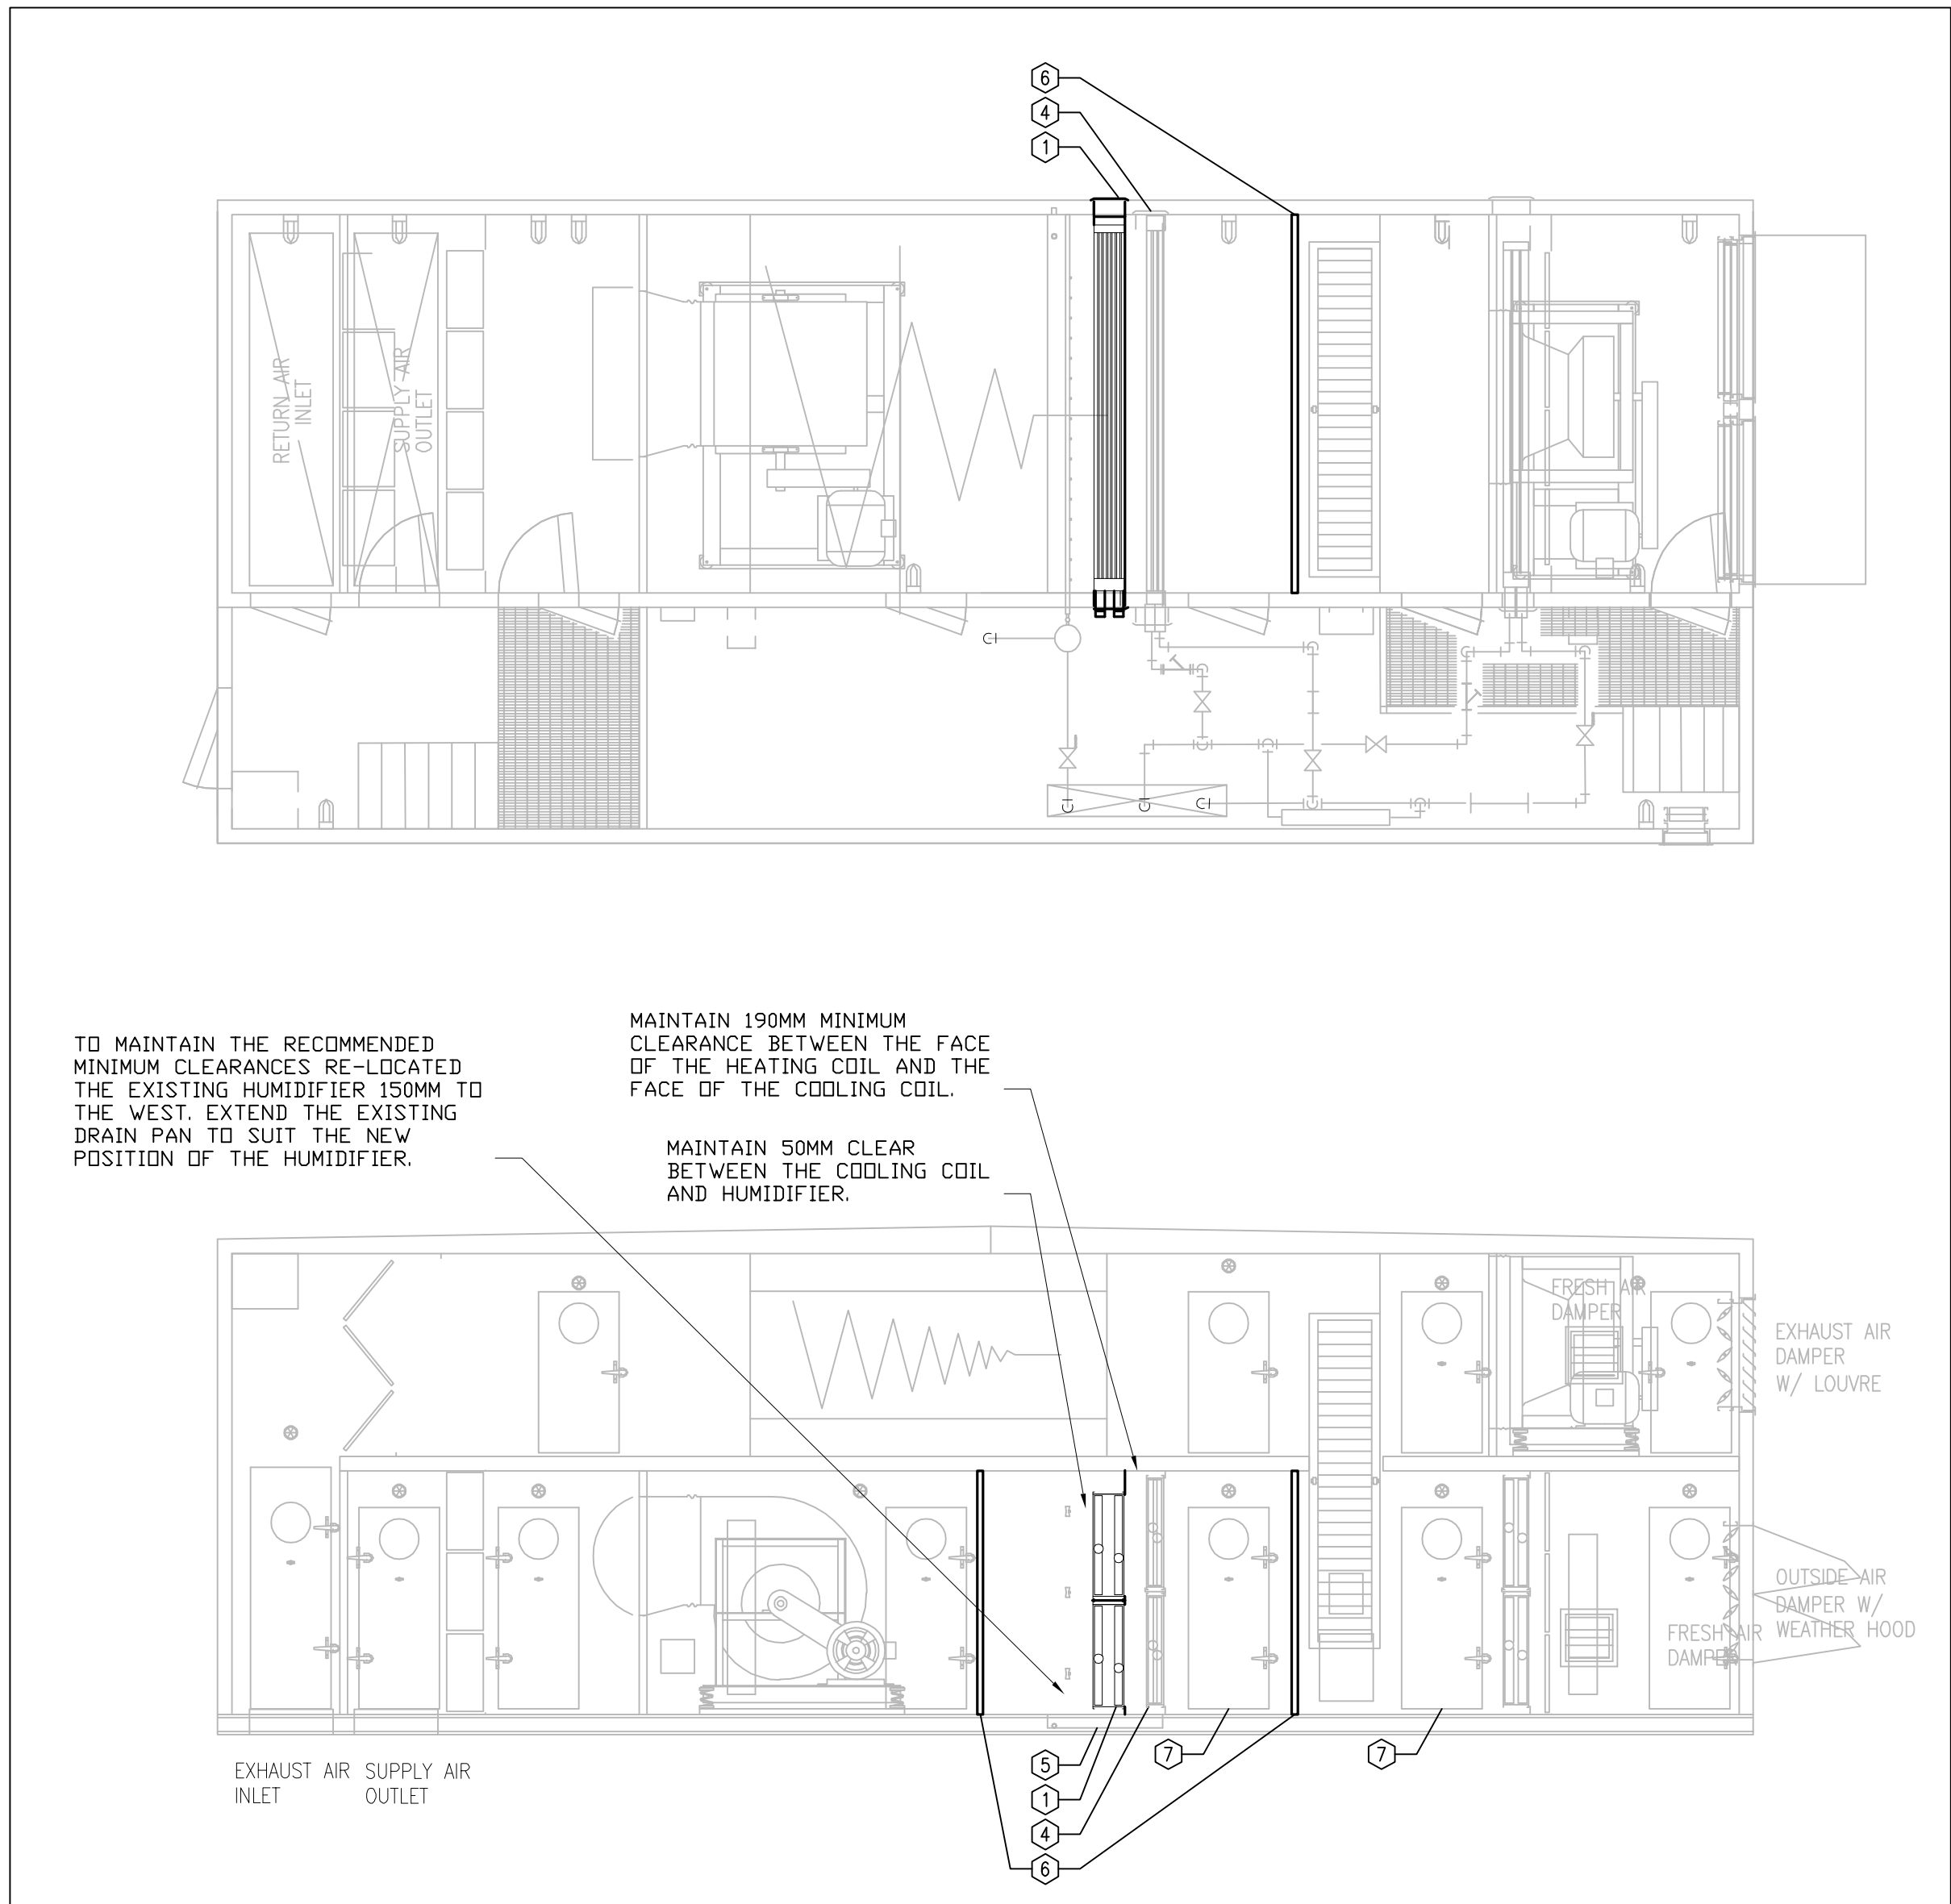 6
4
1
RETURN AIR
INLET
SUPPLY AIR
OUTLET
TO MAINTAIN THE RECOMMENDED
MINIMUM CLEARANCES RE-LOCATED
THE EXISTING HUMIDIFIER 150MM TO
THE WEST. EXTEND THE EXISTING
DRAIN PAN TO SUIT THE NEW
POSITION OF THE HUMIDIFIER.
MAINTAIN 190MM MINIMUM
CLEARANCE BETWEEN THE FACE
OF THE HEATING COIL AND THE
FACE OF THE COOLING COIL.
MAINTAIN 50MM CLEAR
BETWEEN THE COOLING COIL
AND HUMIDIFIER.
FRESH AIR
DAMPER
EXHAUST AIR
DAMPER
W/ LOUVRE
OUTSIDE AIR
DAMPER W/
WEATHER HOOD
FRESH AIR
DAMPER
EXHAUST AIR
INLET
SUPPLY AIR
OUTLET
5
1
4
6
7
7